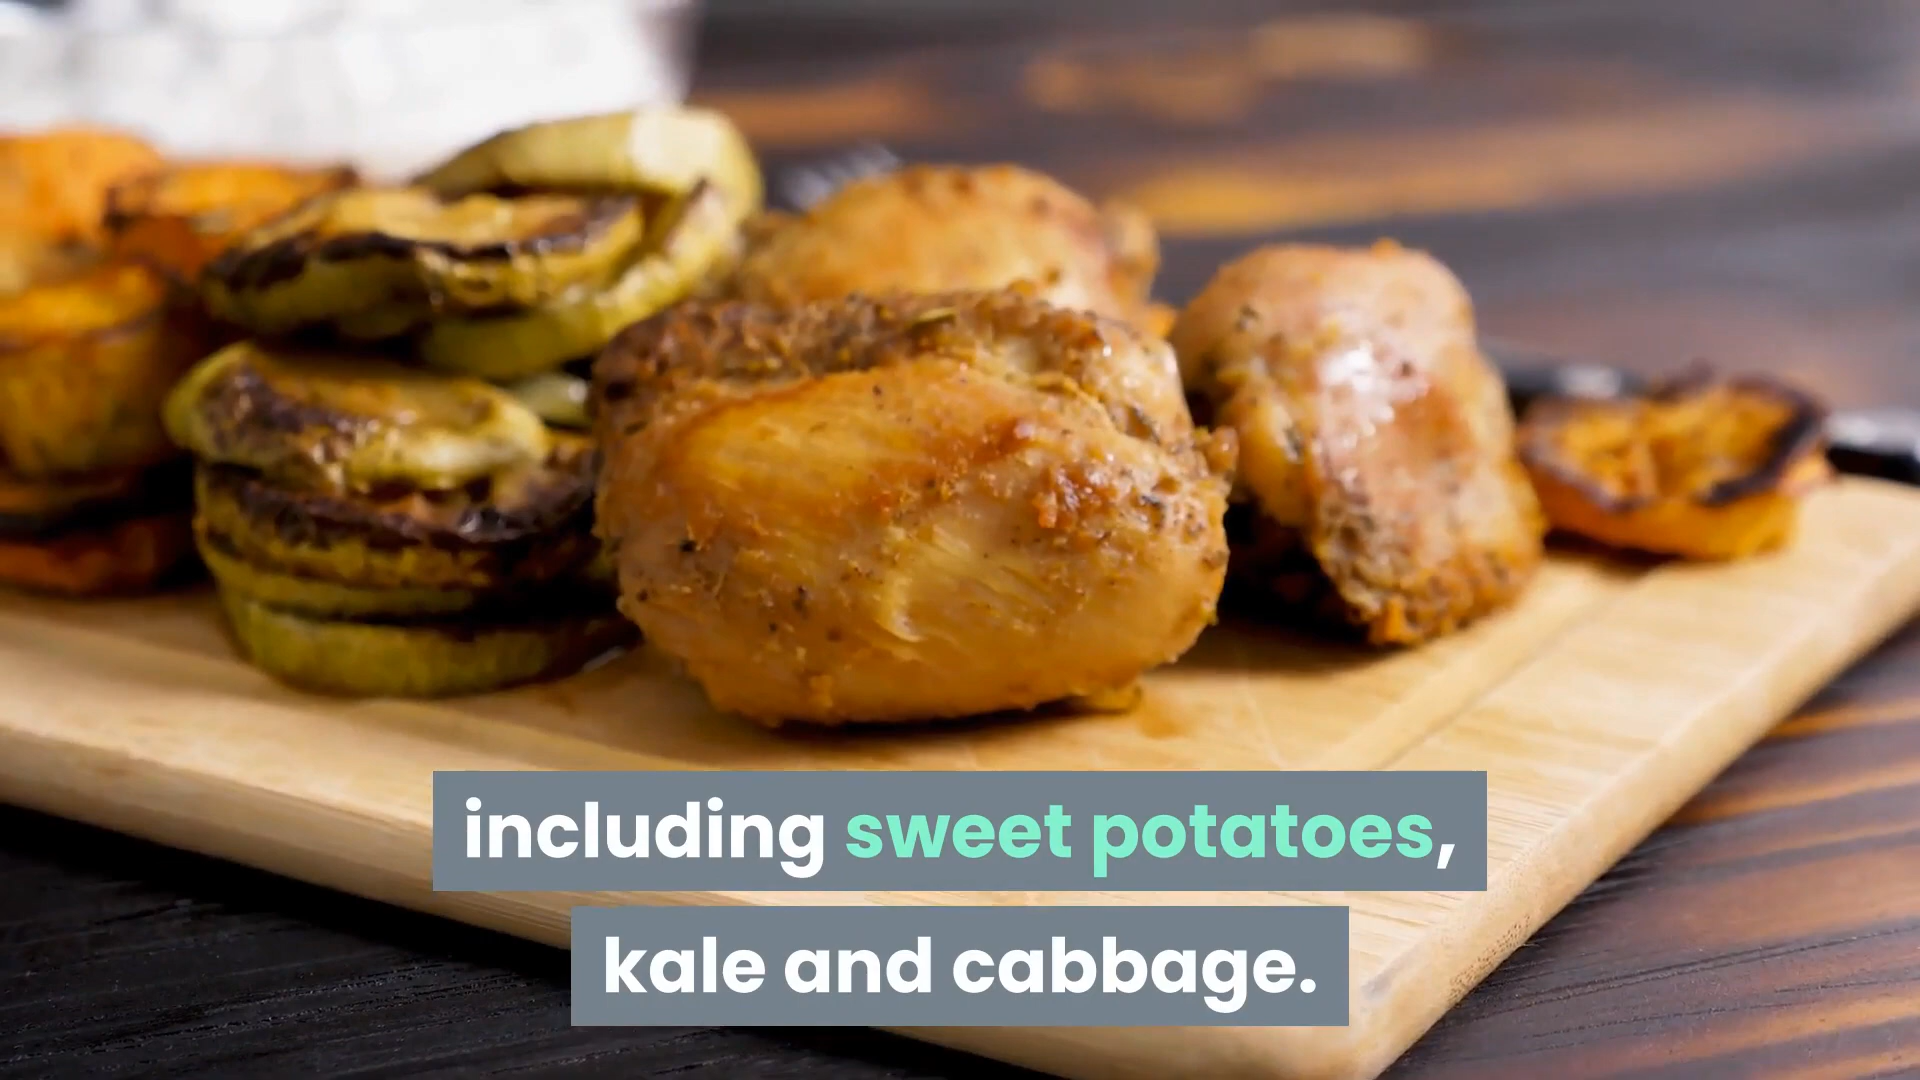 including sweet potatoes,
kale and cabbage.